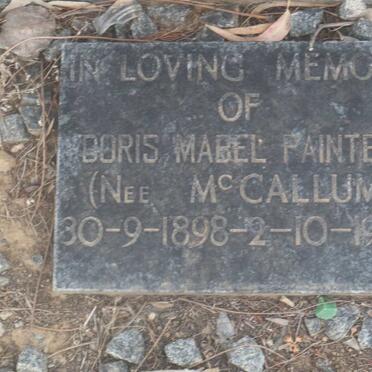 IN LOVING MEMO
OF
DORIS MABEL PAINTE
(NEE McCALLUM
30-9-1898-2-10-19